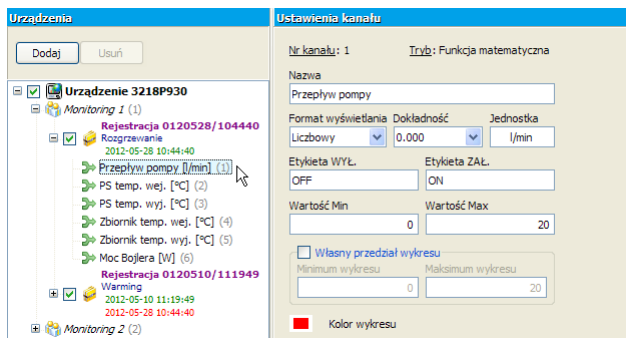 Urządzenia
Dodaj
Usuń
Urządzenie 3218P930
Monitoring 1 (1)
Rejestracja 0120528/104440
Rozgrzewanie
2012-05-28 10:44:40
Przepływ pompy [l/min] (1)
PS temp. wej. [°C] (2)
PS temp. wyj. [°C] (3)
Zbiornik temp. wej. [°C] (4)
Zbiornik temp. wyj. [°C] (5)
Moc Bojlera [W] (6)
Rejestracja 0120510/111949
Warming
2012-05-10 11:19:49
2012-05-28 10:44:40
Monitoring 2 (2)
Ustawienia kanału
Nr kanału: 1 Tryb: Funkcja matematyczna
Nazwa
Przepływ pompy
Format wyświetlania Dokładność Jednostka
Liczbowy 0.000 l/min
Etykieta WYŁ. Etykieta ZAŁ.
OFF ON
Wartość Min Wartość Max
0 20
Własny przedział wykresu
Minimum wykresu Maksimum wykresu
0 20
Kolor wykresu